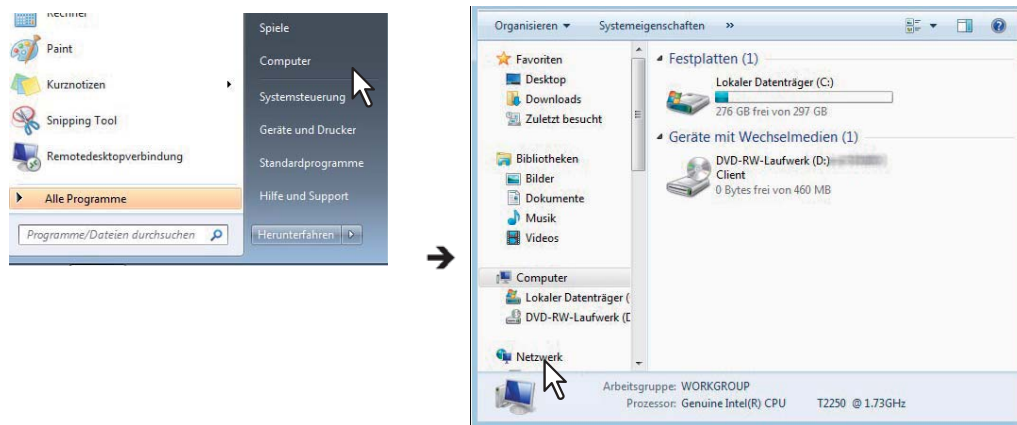 Rechner
Paint
Kurznotizen
Snipping Tool
Remotedesktopverbindung
Alle Programme
Programme/Dateien durchsuchen
Spiele
Computer
Systemsteuerung
Geräte und Drucker
Standardprogramme
Hilfe und Support
Herunterfahren
Organisieren Systemeigenschaften »
Favoriten
Desktop
Downloads
Zuletzt besucht
Bibliotheken
Bilder
Dokumente
Musik
Videos
Computer
Lokaler Datenträger (
DVD-RW-Laufwerk (D
Netzwerk
Festplatten (1)
Lokaler Datenträger (C:)
276 GB frei von 297 GB
Geräte mit Wechselmedien (1)
DVD-RW-Laufwerk (D:)
Client
0 Bytes frei von 460 MB
Arbeitsgruppe: WORKGROUP
Prozessor: Genuine Intel(R) CPU T2250 @ 1.73GHz